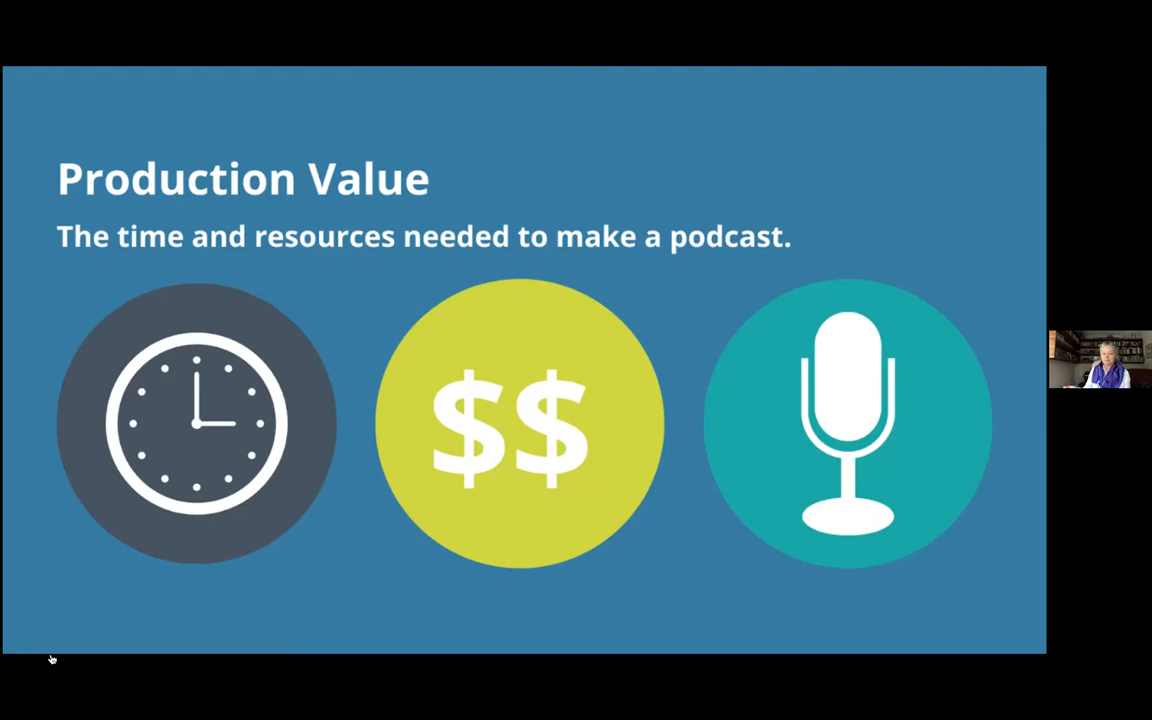 Production Value
The time and resources needed to make a podcast.
$$